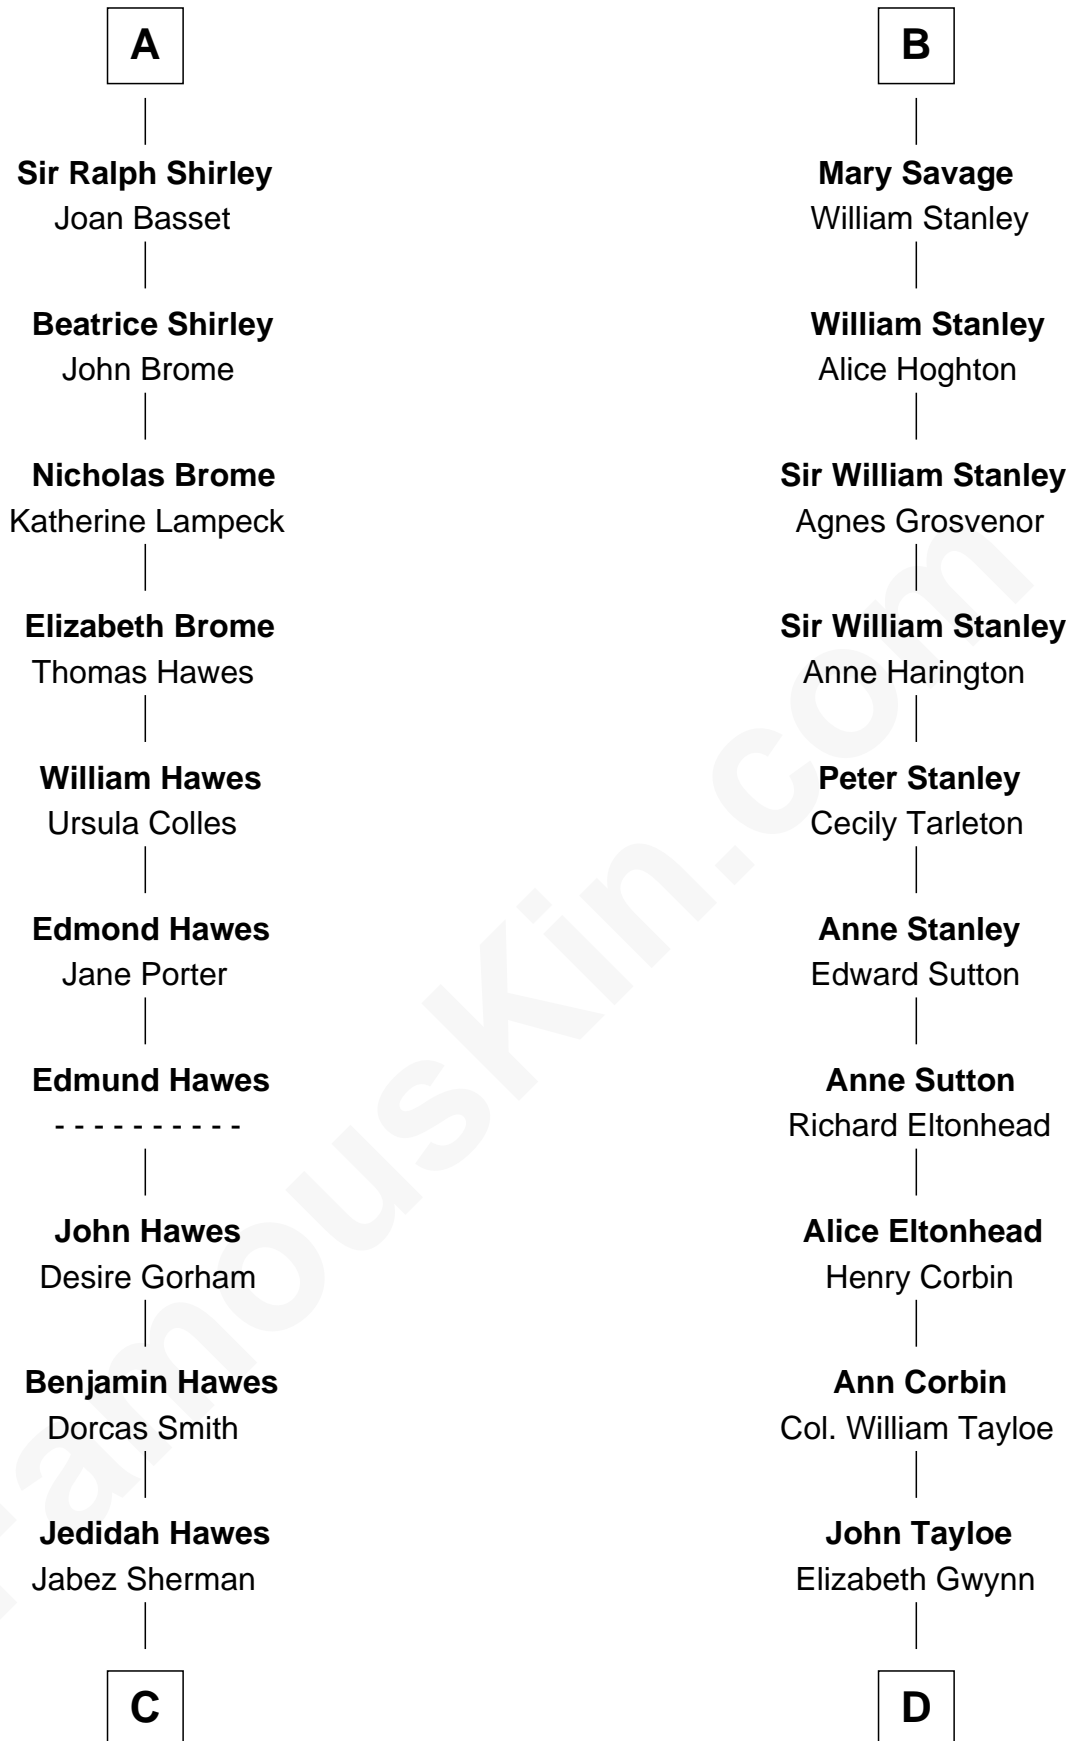 A
Sir Ralph Shirley
Joan Basset
Beatrice Shirley
John Brome
Nicholas Brome
Katherine Lampeck
Elizabeth Brome
Thomas Hawes
William Hawes
Ursula Colles
Edmond Hawes
Jane Porter
Edmund Hawes
- - - - - - - - - -
John Hawes
Desire Gorham
Benjamin Hawes
Dorcas Smith
Jedidah Hawes
Jabez Sherman
C
B
Mary Savage
William Stanley
William Stanley
Alice Hoghton
Sir William Stanley
Agnes Grosvenor
Sir William Stanley
Anne Harington
Peter Stanley
Cecily Tarleton
Anne Stanley
Edward Sutton
Anne Sutton
Richard Eltonhead
Alice Eltonhead
Henry Corbin
Ann Corbin
Col. William Tayloe
John Tayloe
Elizabeth Gwynn
D
FamousKin.com